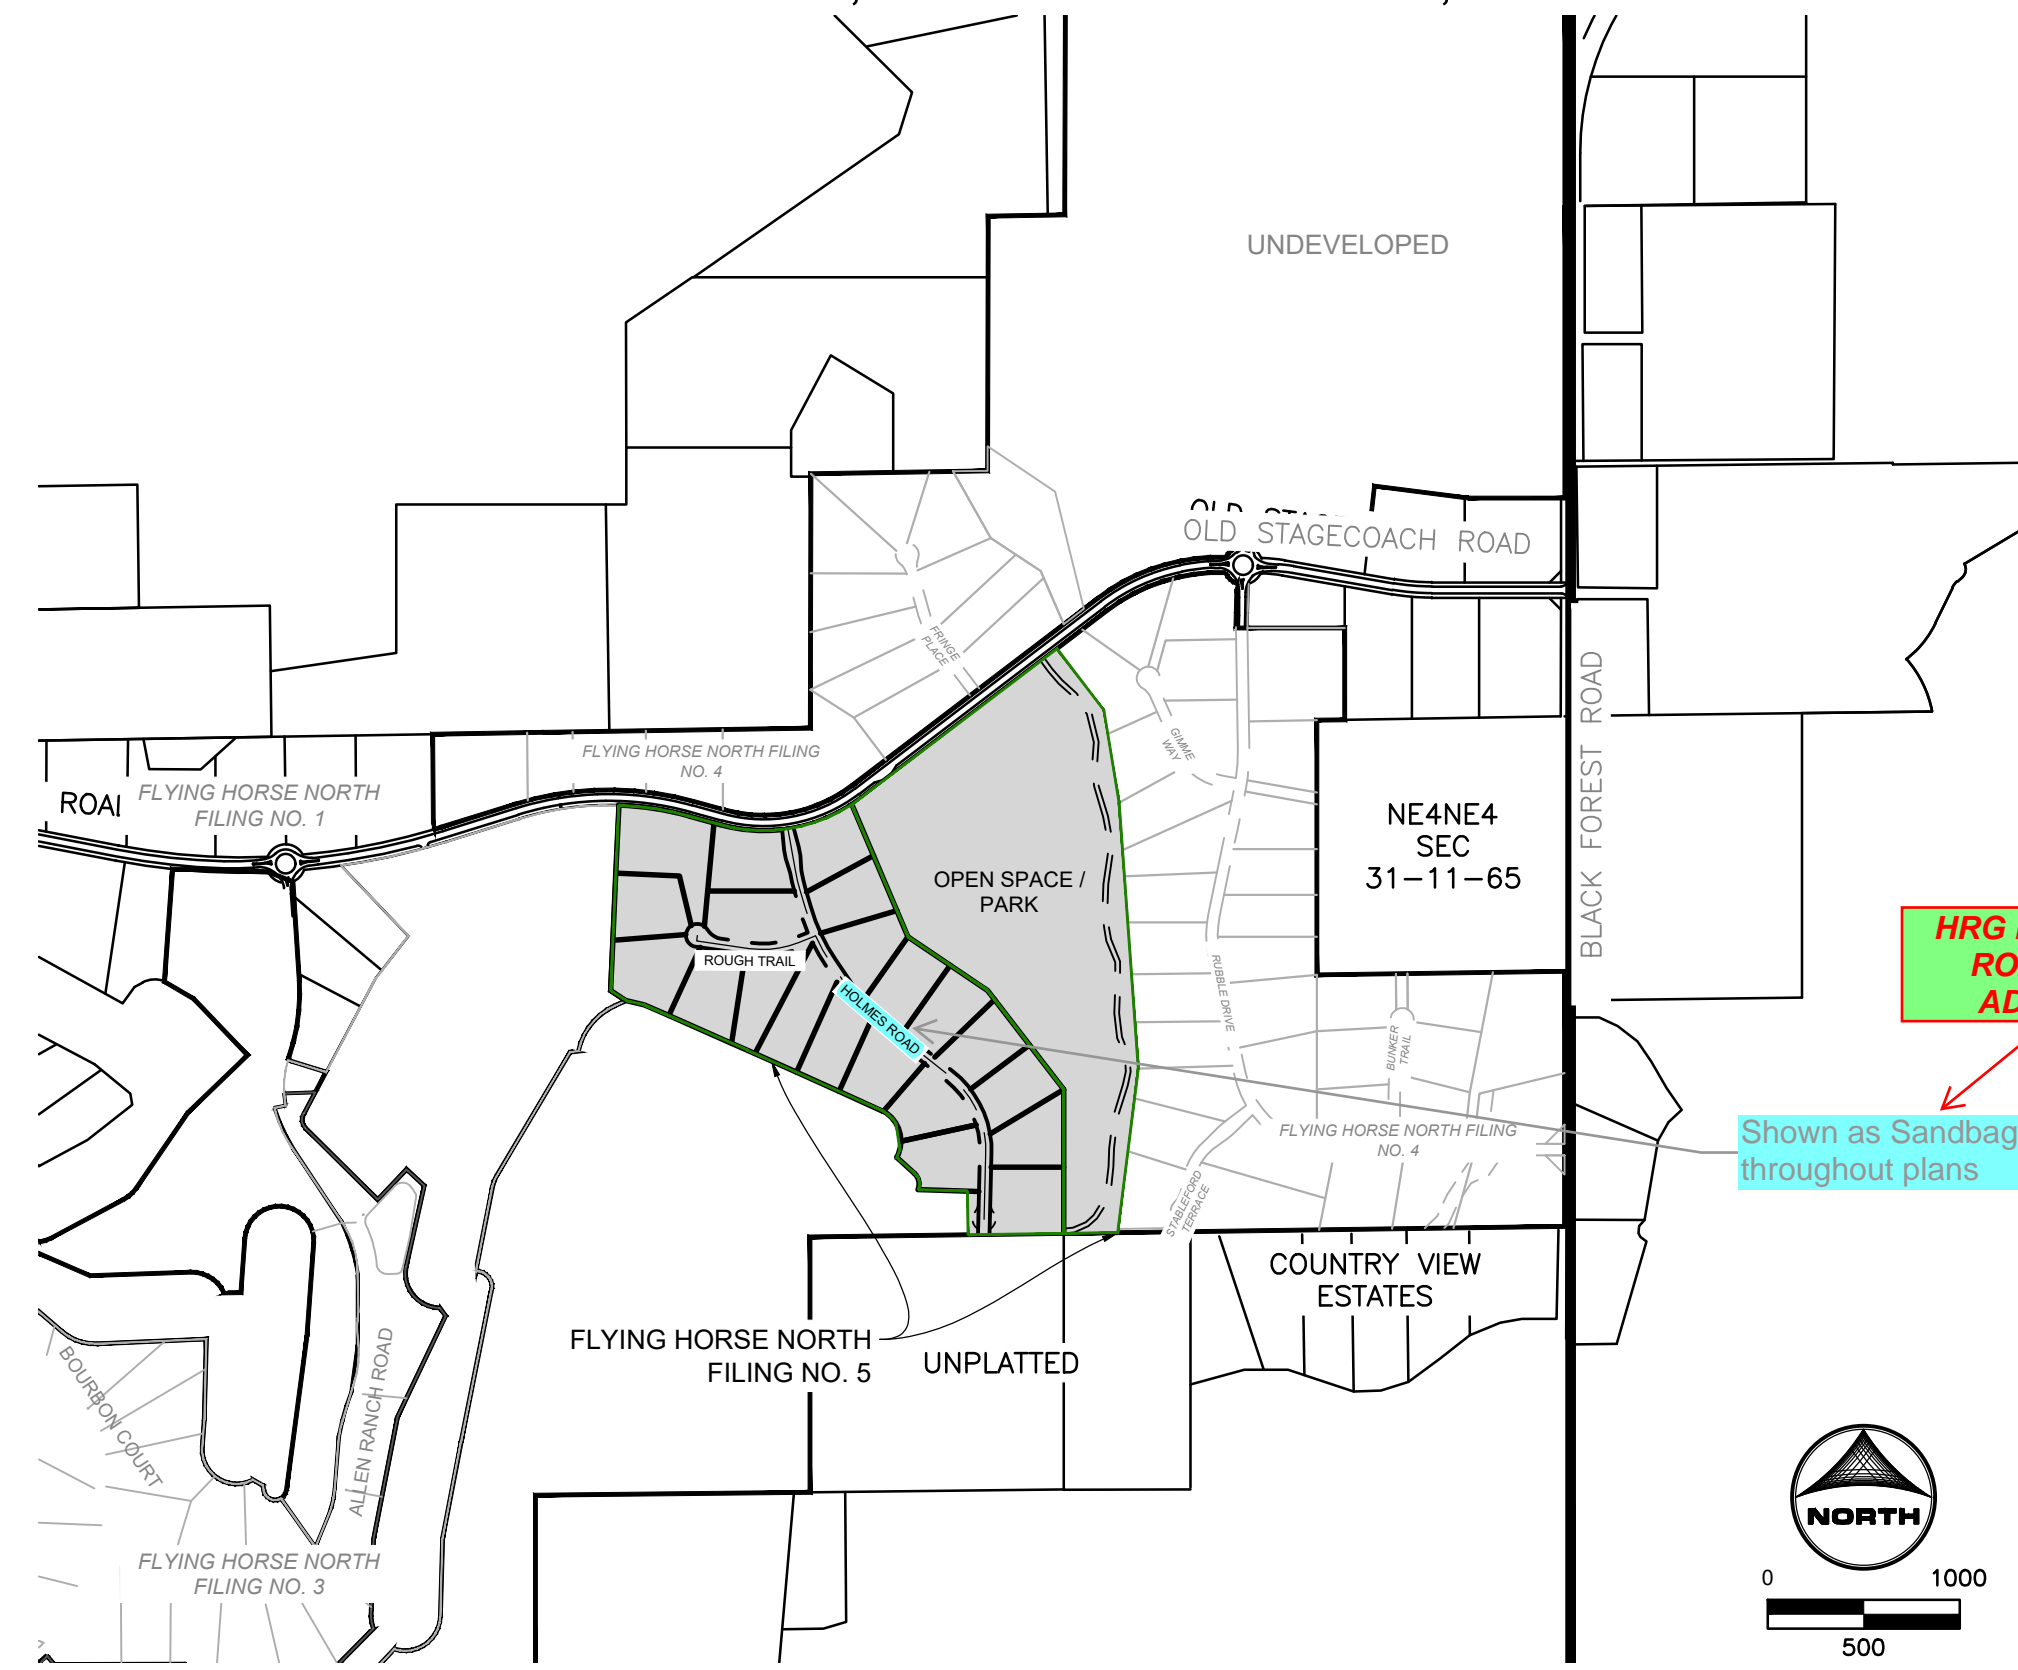 UNDEVELOPED
OLD STAGECOACH ROAD
FRINGE
PLACE
BLACK FOREST ROAD
GIMME
WAY
FLYING HORSE NORTH FILING
NO. 4
FLYING HORSE NORTH
FILING NO. 1
NE4NE4
SEC
31-11-65
OPEN SPACE /
PARK
HRG
ROUGH TRAIL
HOLMES ROAD
RUBBLE DRIVE
BUNKER
TRAIL
FLYING HORSE NORTH FILING
NO. 4
Shown as Sandbag
throughout plans
STABLEFORD
TERRACE
COUNTRY VIEW
ESTATES
FLYING HORSE NORTH
FILING NO. 5
UNPLATTED
BOURBON COURT
ALLEN RANCH ROAD
FLYING HORSE NORTH
FILING NO. 3
NORTH
0 1000
500